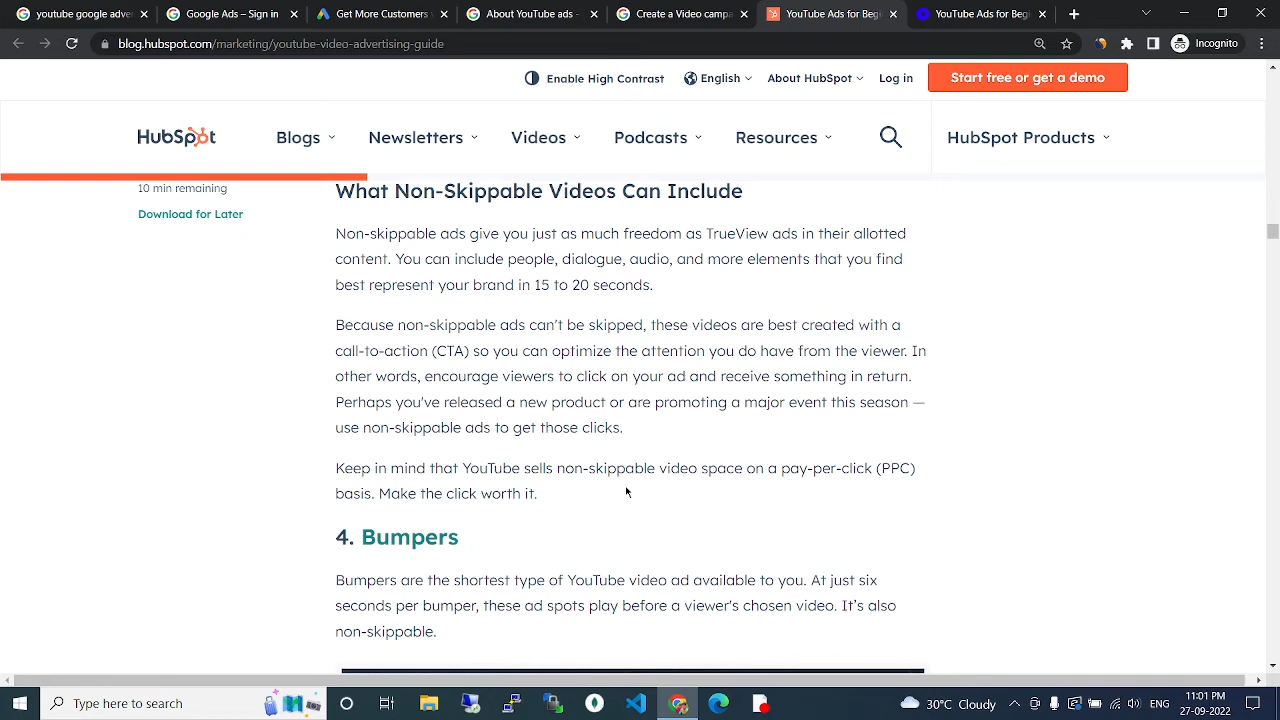 youtube google adver
Google Ads – Sign in
Get More Customers
About YouTube ads -
Create a Video campa
YouTube Ads for Beg
YouTube Ads for Begi
blog.hubspot.com/marketing/youtube-video-advertising-guide
Incognito
Enable High Contrast
English
About HubSpot
Log in
Start free or get a demo
HubSpot
Blogs
Newsletters
Videos
Podcasts
Resources
HubSpot Products
10 min remaining
Download for Later
What Non-Skippable Videos Can Include
Non-skippable ads give you just as much freedom as TrueView ads in their allotted
content. You can include people, dialogue, audio, and more elements that you find
best represent your brand in 15 to 20 seconds.
Because non-skippable ads can't be skipped, these videos are best created with a
call-to-action (CTA) so you can optimize the attention you do have from the viewer. In
other words, encourage viewers to click on your ad and receive something in return.
Perhaps you've released a new product or are promoting a major event this season —
use non-skippable ads to get those clicks.
Keep in mind that YouTube sells non-skippable video space on a pay-per-click (PPC)
basis. Make the click worth it.
4. Bumpers
Bumpers are the shortest type of YouTube video ad available to you. At just six
seconds per bumper, these ad spots play before a viewer's chosen video. It's also
non-skippable.
Type here to search
30°C Cloudy
ENG
11:01 PM
27-09-2022